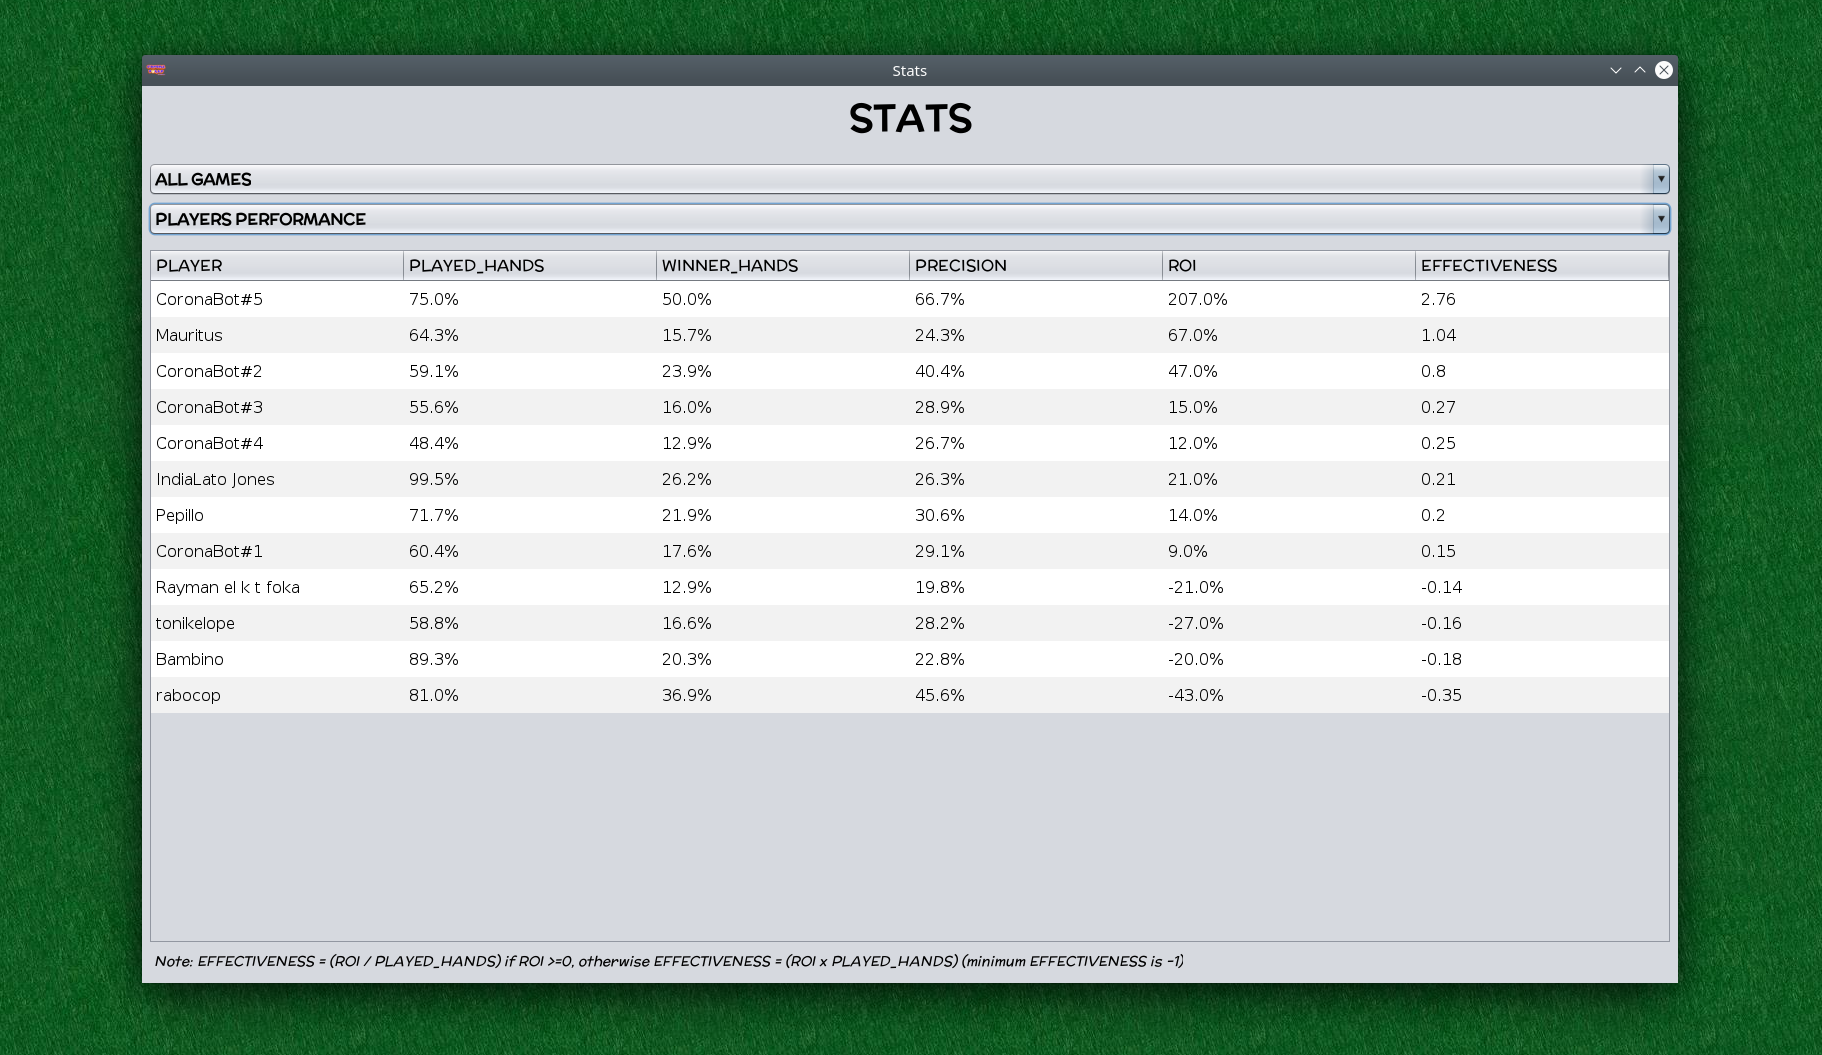 Stats
STATS
ALL GAMES
PLAYERS PERFORMANCE
PLAYER PLAYED_HANDS WINNER_HANDS PRECISION ROI EFFECTIVENESS
CoronaBot#5 75.0% 50.0% 66.7% 207.0% 2.76
Mauritus 64.3% 15.7% 24.3% 67.0% 1.04
CoronaBot#2 59.1% 23.9% 40.4% 47.0% 0.8
CoronaBot#3 55.6% 16.0% 28.9% 15.0% 0.27
CoronaBot#4 48.4% 12.9% 26.7% 12.0% 0.25
IndiaLato Jones 99.5% 26.2% 26.3% 21.0% 0.21
Pepillo 71.7% 21.9% 30.6% 14.0% 0.2
CoronaBot#1 60.4% 17.6% 29.1% 9.0% 0.15
Rayman el k t foka 65.2% 12.9% 19.8% -21.0% -0.14
tonikelope 58.8% 16.6% 28.2% -27.0% -0.16
Bambino 89.3% 20.3% 22.8% -20.0% -0.18
rabocop 81.0% 36.9% 45.6% -43.0% -0.35
Note: EFFECTIVENESS = (ROI / PLAYED_HANDS) if ROI >=0, otherwise EFFECTIVENESS = (ROI x PLAYED_HANDS) (minimum EFFECTIVENESS is -1)